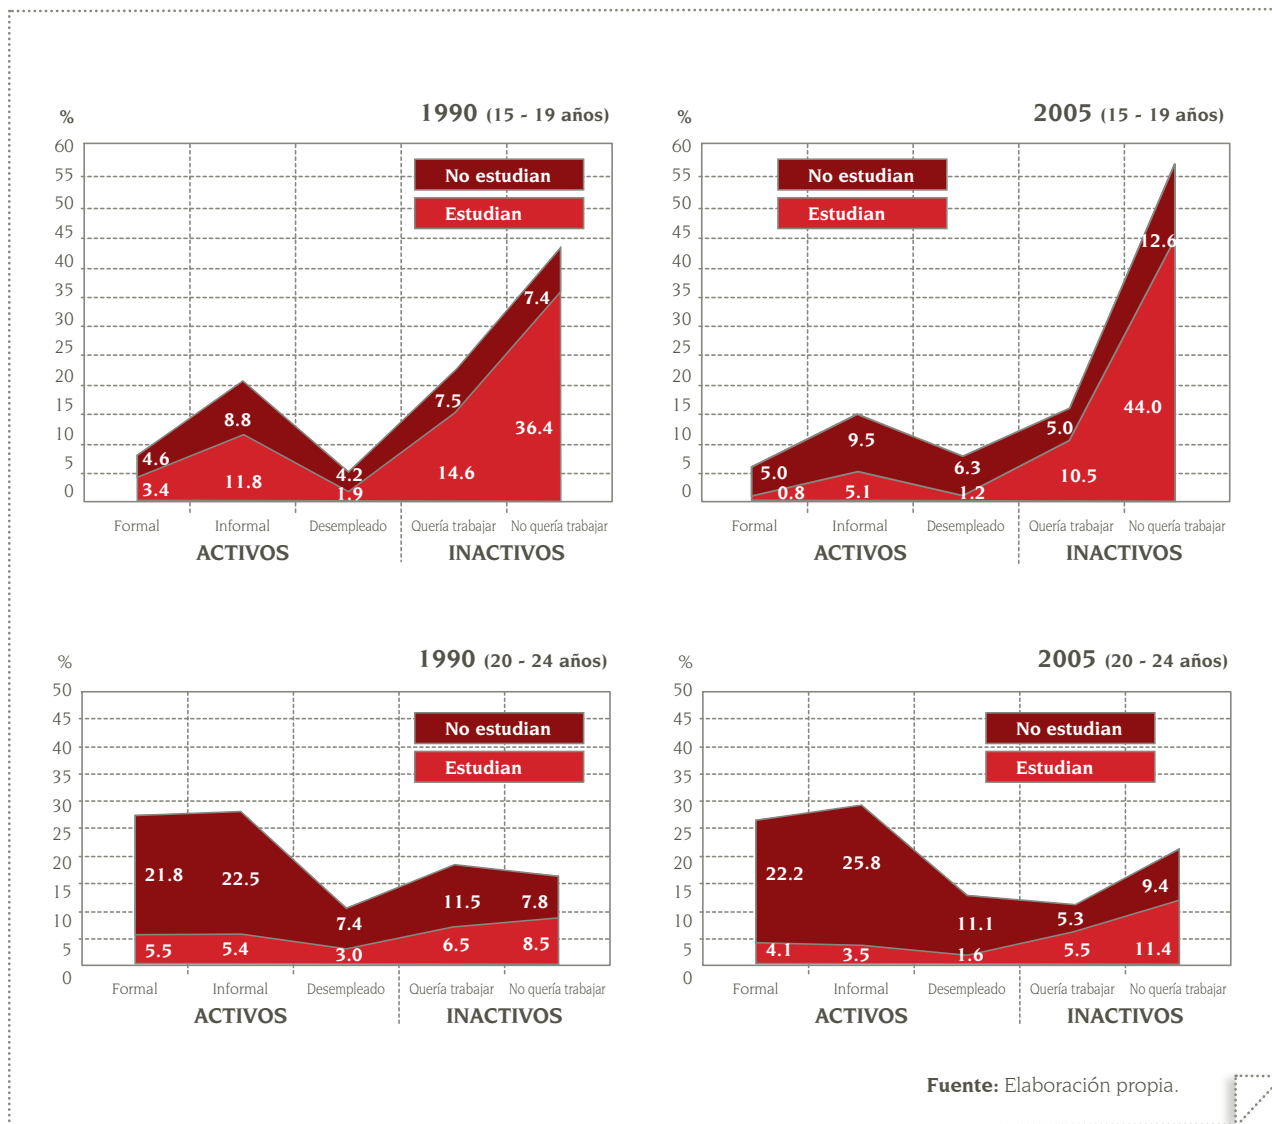 1990 (15 - 19 años)
%
60
55
50
45
40
35
30
25
20
15
10
5
0
No estudian
Estudian
4.6
3.4
8.8
11.8
4.2
1.9
7.5
14.6
7.4
36.4
Formal
Informal
Desempleado
Quería trabajar
No quería trabajar
ACTIVOS
INACTIVOS
2005 (15 - 19 años)
%
60
55
50
45
40
35
30
25
20
15
10
5
0
No estudian
Estudian
5.0
0.8
9.5
5.1
6.3
1.2
5.0
10.5
12.6
44.0
Formal
Informal
Desempleado
Quería trabajar
No quería trabajar
ACTIVOS
INACTIVOS
1990 (20 - 24 años)
%
50
45
40
35
30
25
20
15
10
5
0
No estudian
Estudian
21.8
5.5
22.5
5.4
7.4
3.0
11.5
6.5
7.8
8.5
Formal
Informal
Desempleado
Quería trabajar
No quería trabajar
ACTIVOS
INACTIVOS
2005 (20 - 24 años)
%
50
45
40
35
30
25
20
15
10
5
0
No estudian
Estudian
22.2
4.1
25.8
3.5
11.1
1.6
5.3
5.5
9.4
11.4
Formal
Informal
Desempleado
Quería trabajar
No quería trabajar
ACTIVOS
INACTIVOS
Fuente: Elaboración propia.